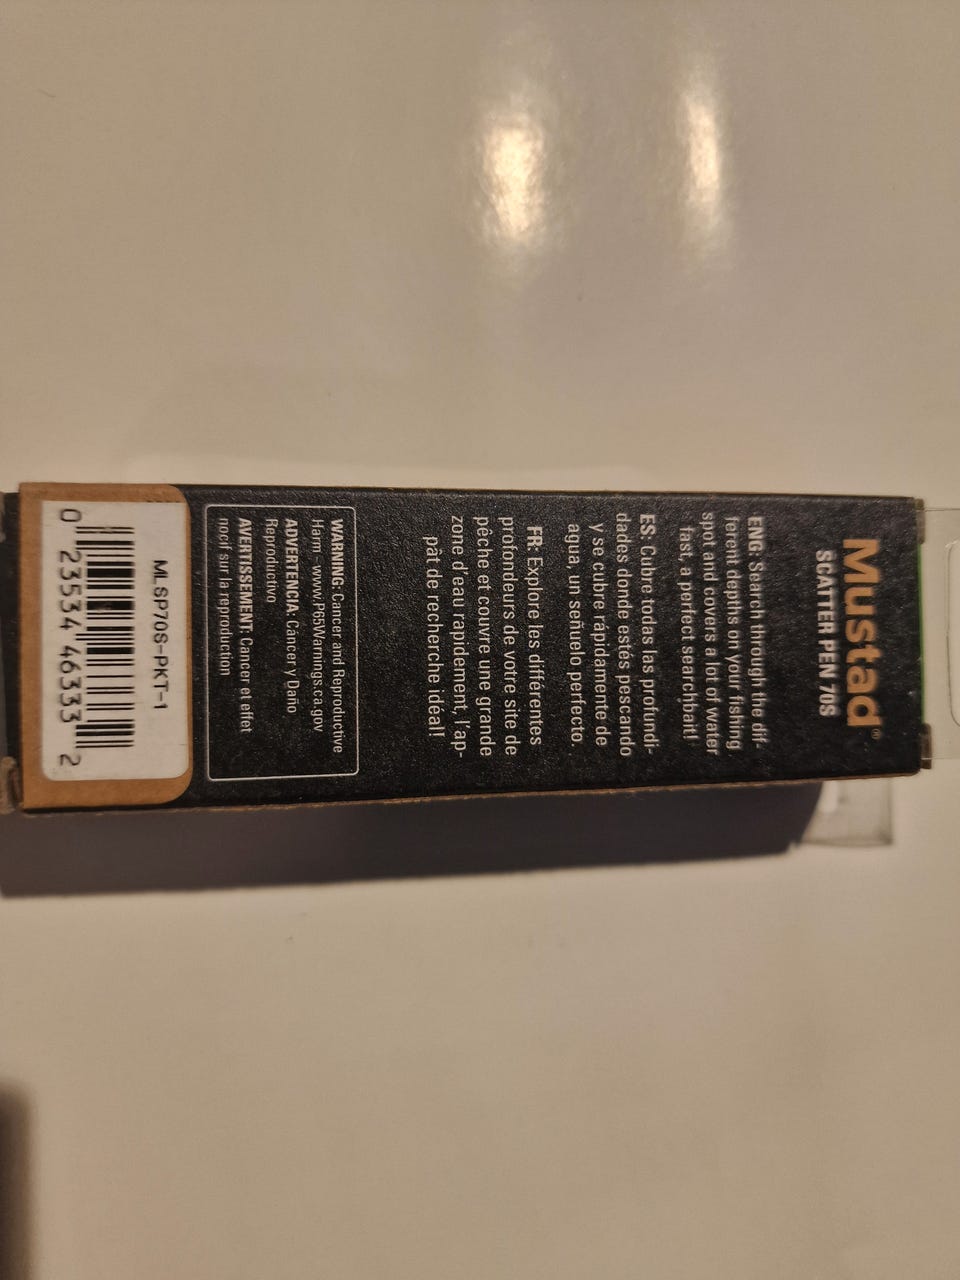 Mustad®
SCATTER PEN 70S
ENG: Search through the dif-
ferent depths on your fishing
spot and covers a lot of water
fast, a perfect searchbait!
ES: Cubre todas las profundi-
dades donde estés pescando
y se cubre rápidamente de
agua, un señuelo perfecto.
FR: Explore les différentes
profondeurs de votre site de
pêche et couvre une grande
zone d'eau rapidement, l'ap-
pât de recherche idéal!
WARNING: Cancer and Reproductive
Harm www.P65Warnings.ca.gov
ADVERTENCIA: Cáncer y Daño
Reproductivo
AVERTISSEMENT: Cancer et effet
nocif sur la reproduction
MLSP70S-PKT-1
0 23534 46333 2